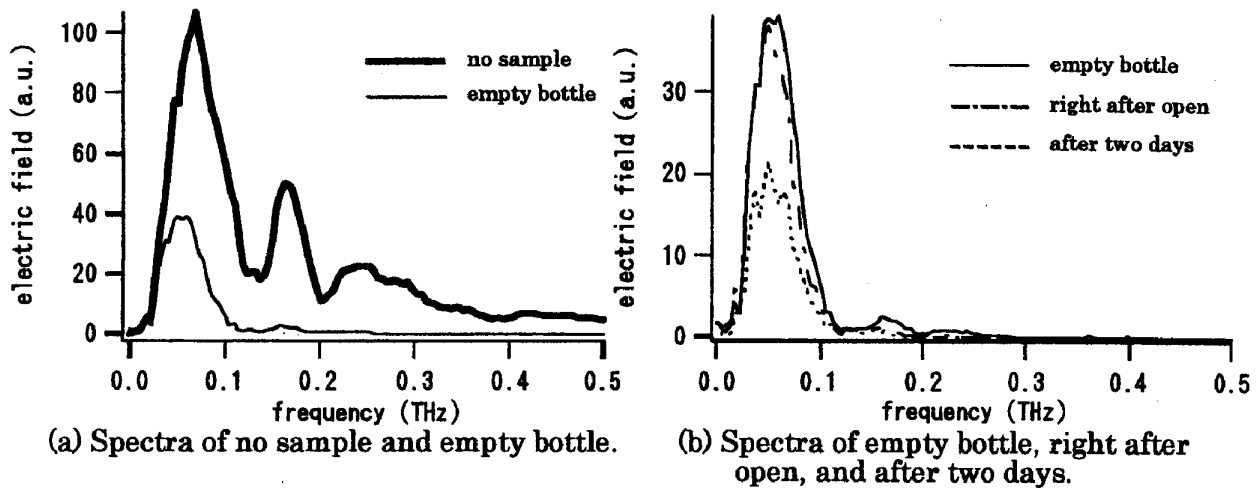 electric field (a.u.)
100
80
60
40
20
0
no sample
empty bottle
0.0 0.1 0.2 0.3 0.4 0.5
frequency (THz)
(a) Spectra of no sample and empty bottle.
electric field (a.u.)
30
20
10
0
empty bottle
right after open
after two days
0.0 0.1 0.2 0.3 0.4 0.5
frequency (THz)
(b) Spectra of empty bottle, right after
open, and after two days.